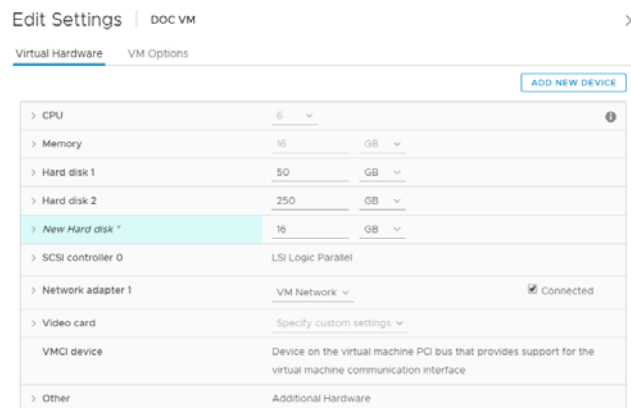 Edit Settings | DOC VM
Virtual Hardware VM Options
ADD NEW DEVICE
CPU 6
Memory 16 GB
Hard disk 1 50 GB
Hard disk 2 250 GB
New Hard disk * 16 GB
SCSI controller 0 LSI Logic Parallel
Network adapter 1 VM Network Connected
Video card Specify custom settings
VMCI device Device on the virtual machine PCI bus that provides support for the
virtual machine communication interface
Other Additional Hardware